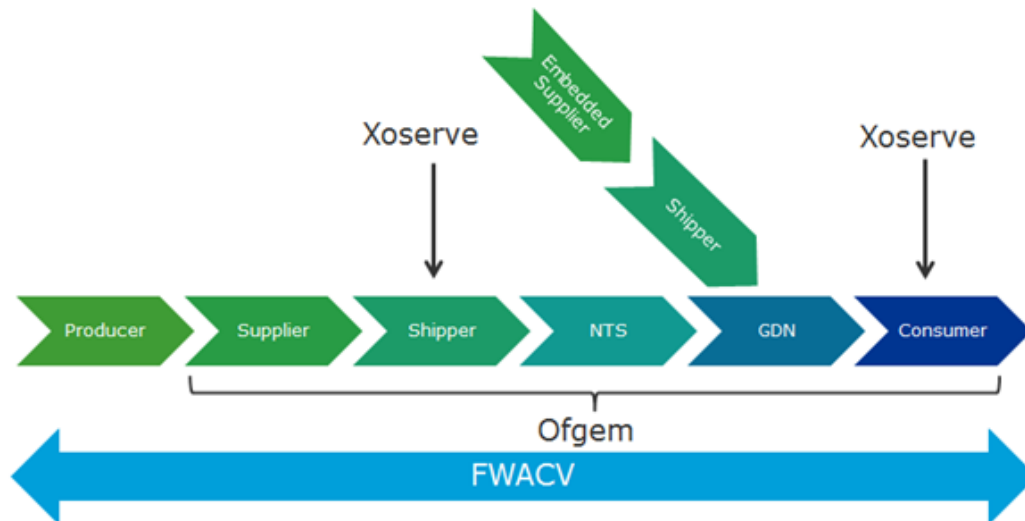 Embedded
Supplier
Xoserve
Xoserve
Shipper
Producer
Supplier
Shipper
NTS
GDN
Consumer
Ofgem
FWACV